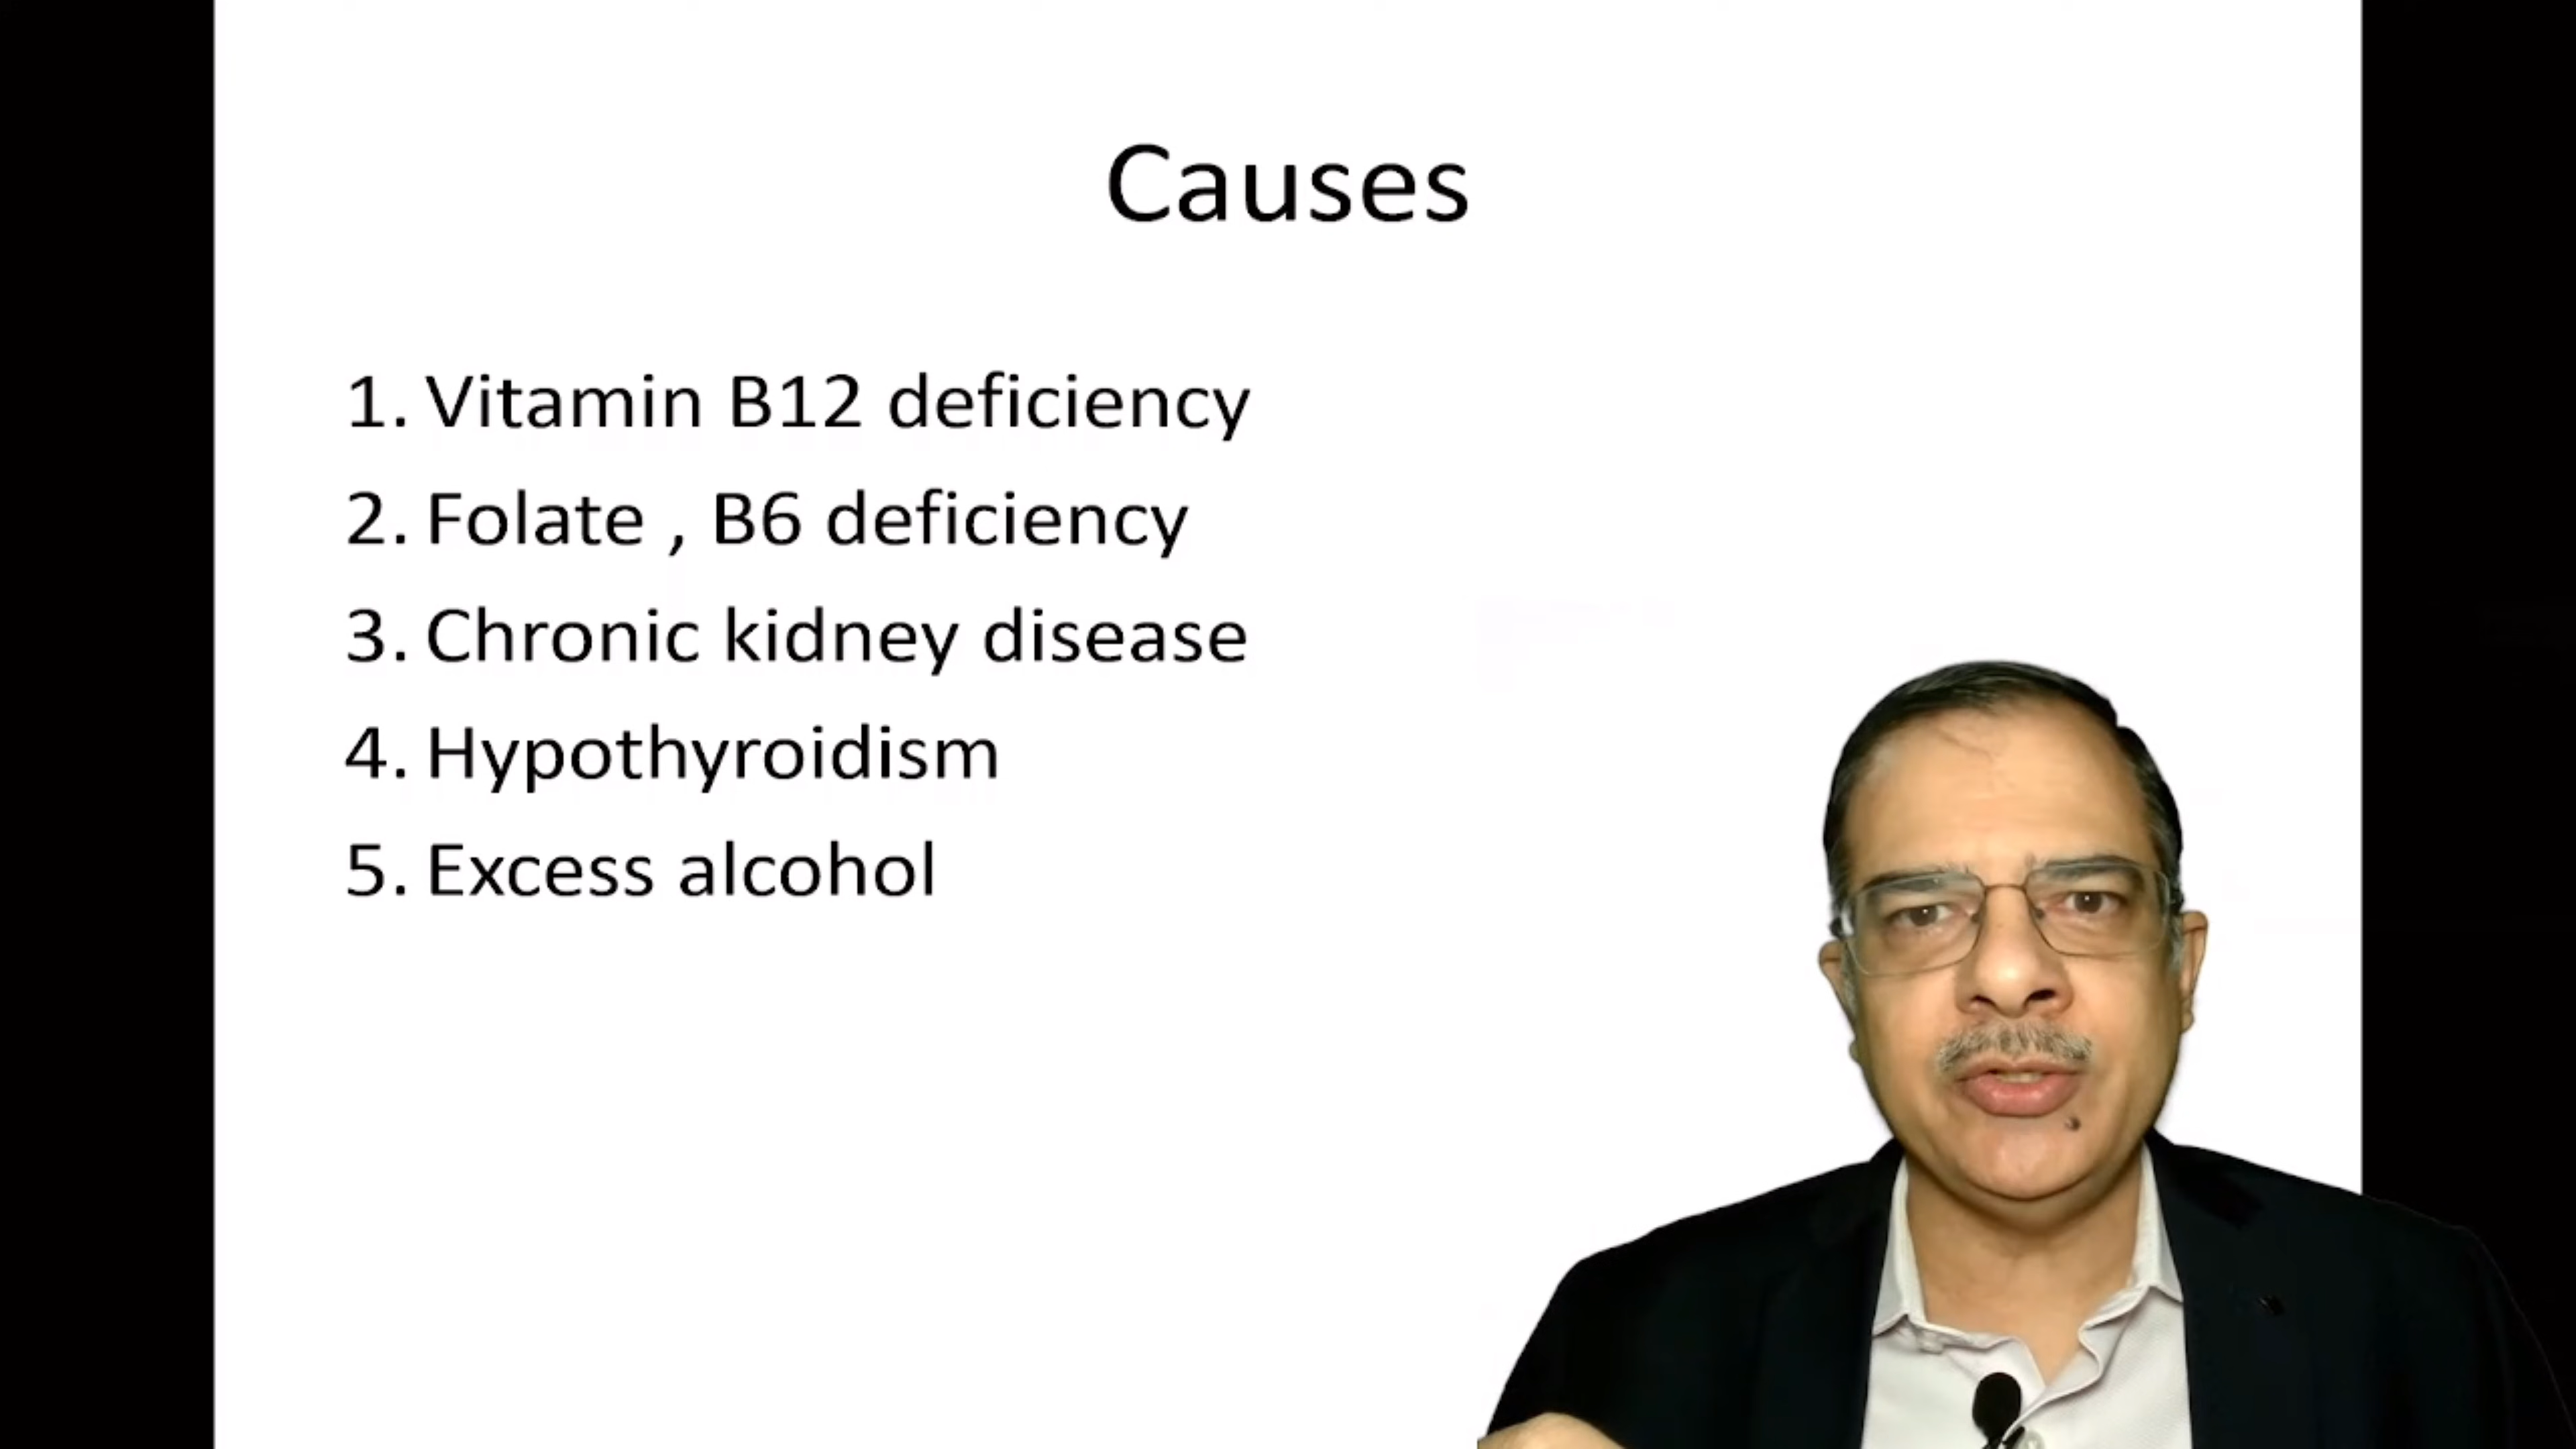 Causes
1. Vitamin B12 deficiency
2. Folate , B6 deficiency
3. Chronic kidney disease
4. Hypothyroidism
5. Excess alcohol